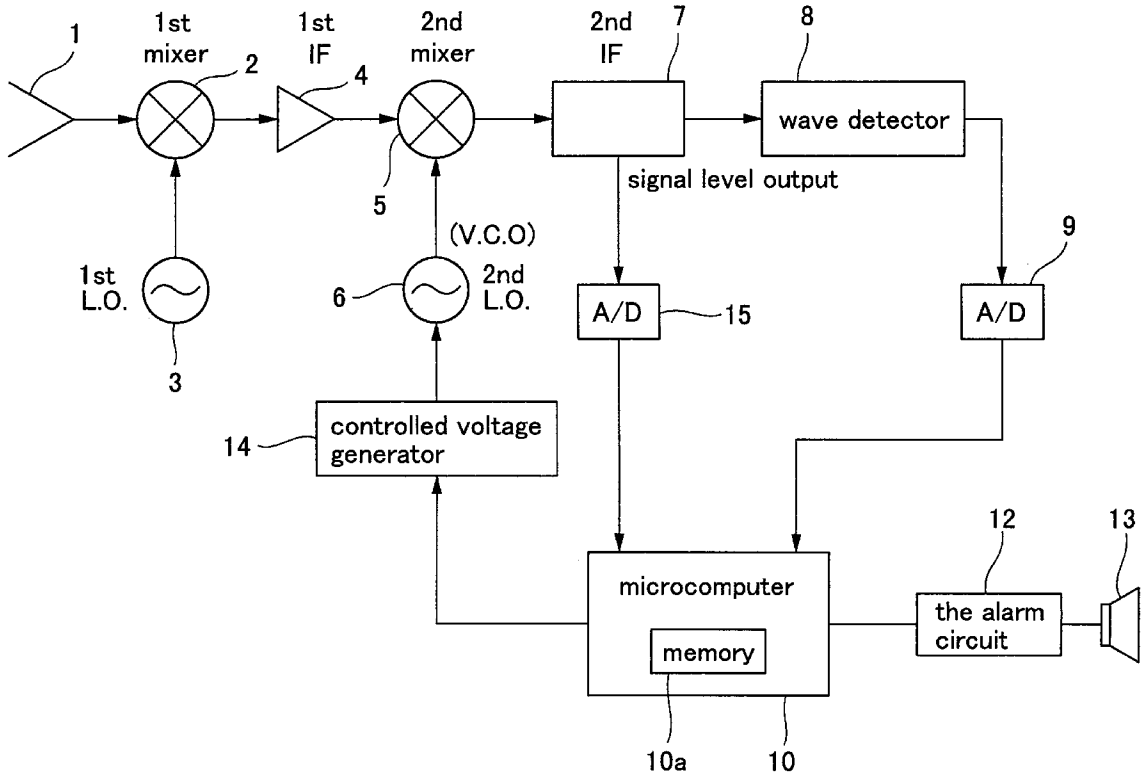 1
1st
mixer
2
1st
IF
4
2nd
mixer
2nd
IF
7
8
wave detector
5
signal level output
(V.C.O)
9
1st
L.O.
3
6
2nd
L.O.
A/D
15
A/D
controlled voltage
generator
14
microcomputer
memory
10a
10
12
the alarm
circuit
13